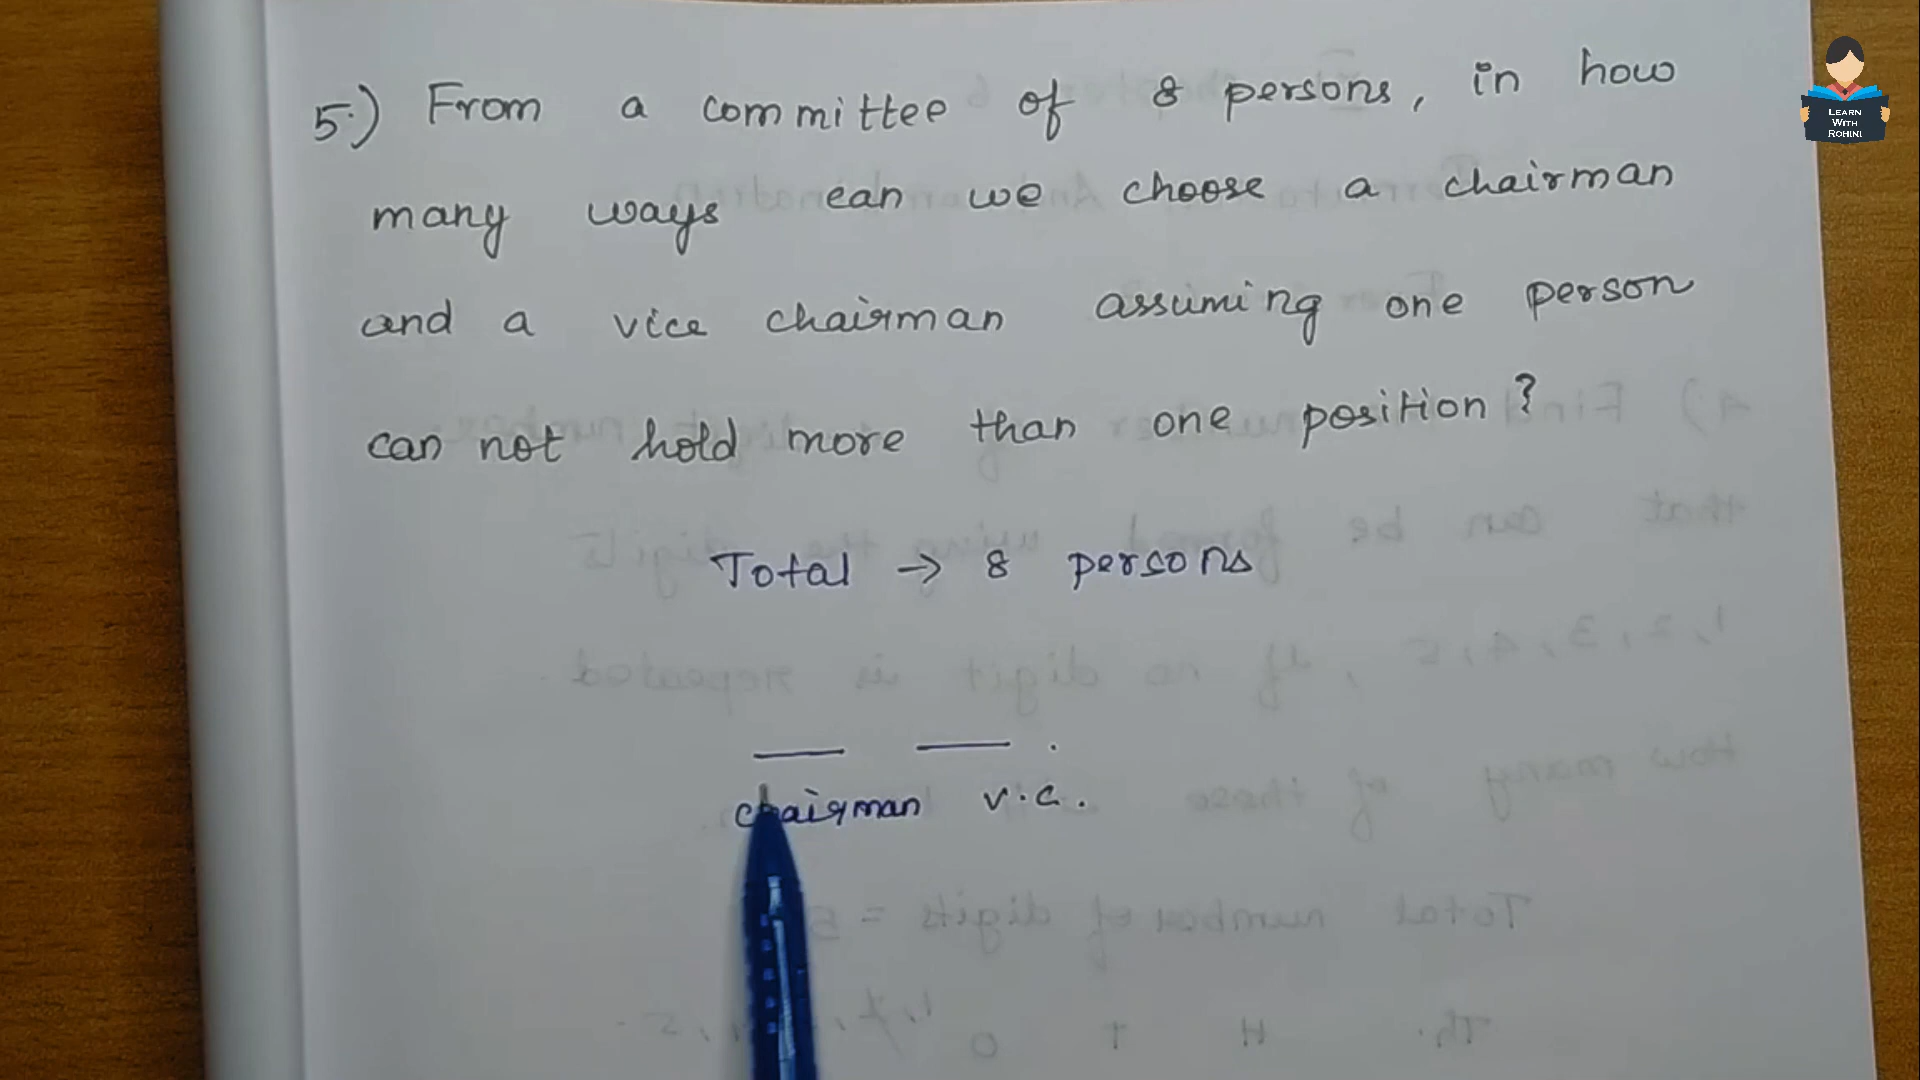 5.) From a committee of 8 persons, in how
many ways can we choose a chairman
and a vice chairman assuming one person
can not hold more than one position?
Total → 8 persons
chairman v.c.
LEARN
WITH
ROHINI